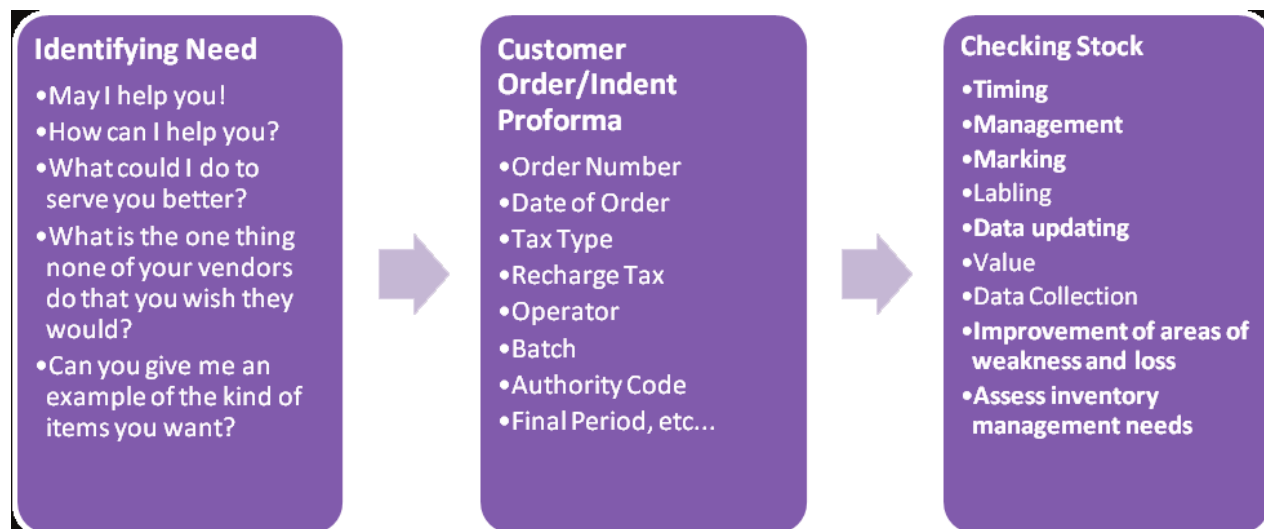 Identifying Need
•May I help you!
•How can I help you?
•What could I do to
serve you better?
•What is the one thing
none of your vendors
do that you wish they
would?
•Can you give me an
example of the kind of
items you want?
Customer
Order/Indent
Proforma
•Order Number
•Date of Order
•Tax Type
•Recharge Tax
•Operator
•Batch
•Authority Code
•Final Period, etc...
Checking Stock
•Timing
•Management
•Marking
•Labling
•Data updating
•Value
•Data Collection
•Improvement of areas of
weakness and loss
•Assess inventory
management needs